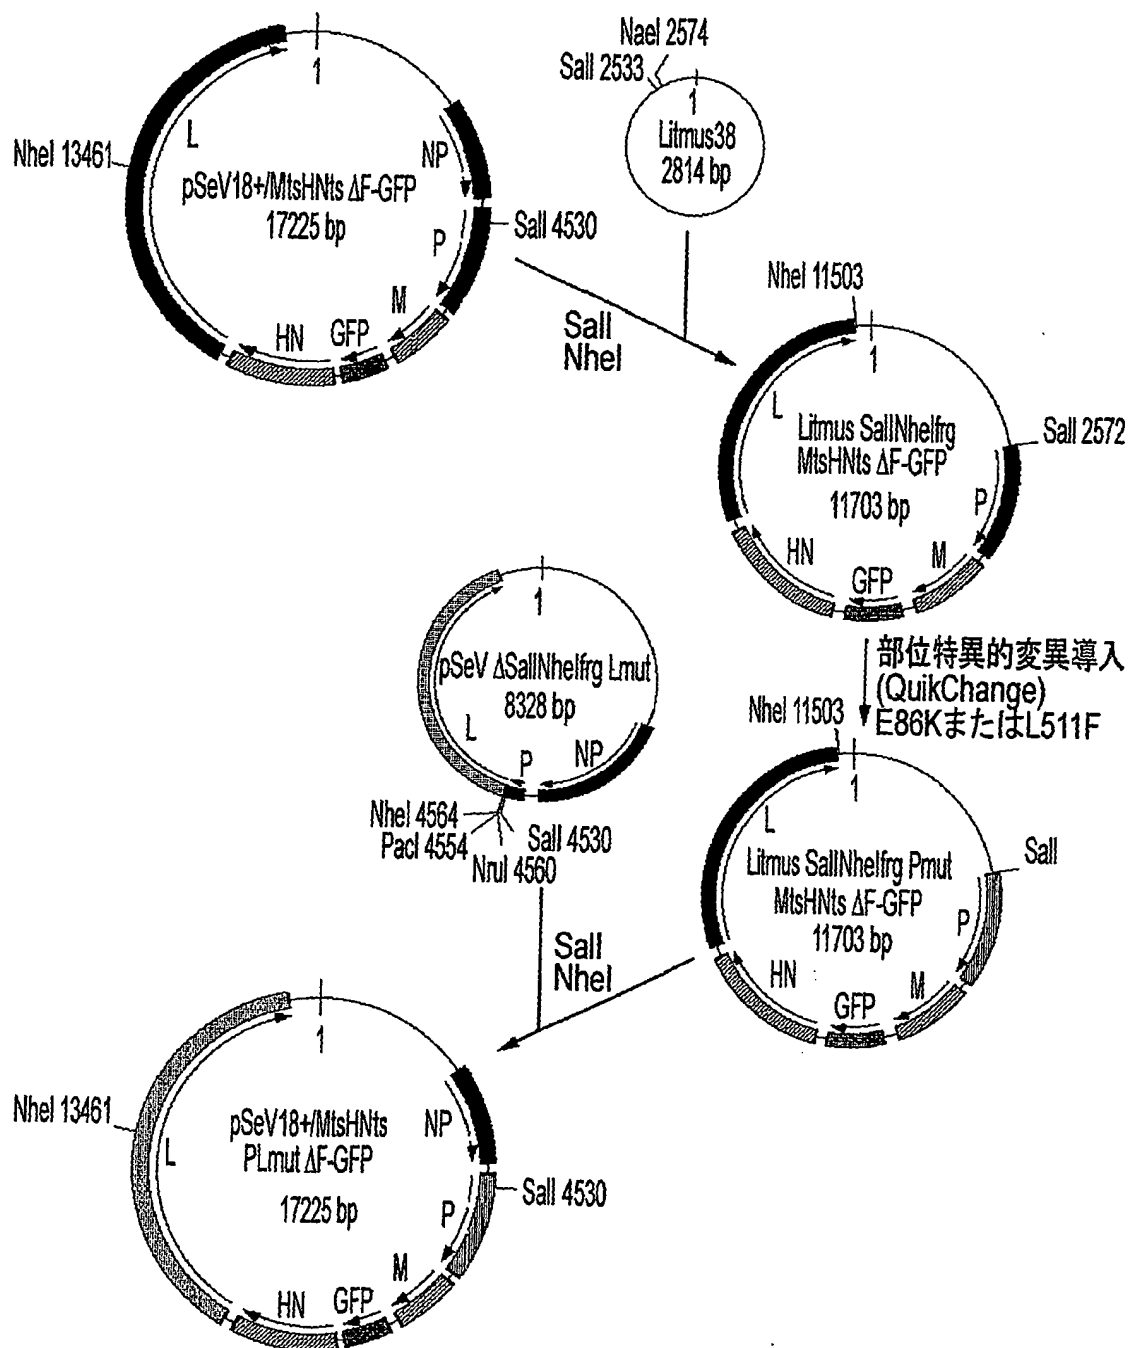 1
L
NheI 13461
NP
pSeV18+/MtsHNts ΔF-GFP
17225 bp
SalI 4530
P
M
GFP
HN
NaeI 2574
SalI 2533
1
Litmus38
2814 bp
SalI
NheI
NheI 11503
1
L
Litmus SalINheIfrg
MtsHNts ΔF-GFP
11703 bp
SalI 2572
P
HN
M
GFP
部位特異的変異導入
(QuikChange)
E86KまたはL511F
1
pSeV ΔSalINheIfrg Lmut
8328 bp
L
P
NP
NheI 4564
PacI 4554
NruI 4560
SalI 4530
NheI 11503
1
L
SalI
Litmus SalINheIfrg Pmut
MtsHNts ΔF-GFP
11703 bp
P
HN
M
GFP
SalI
NheI
1
NheI 13461
L
NP
pSeV18+/MtsHNts
PLmut ΔF-GFP
17225 bp
SalI 4530
P
M
GFP
HN